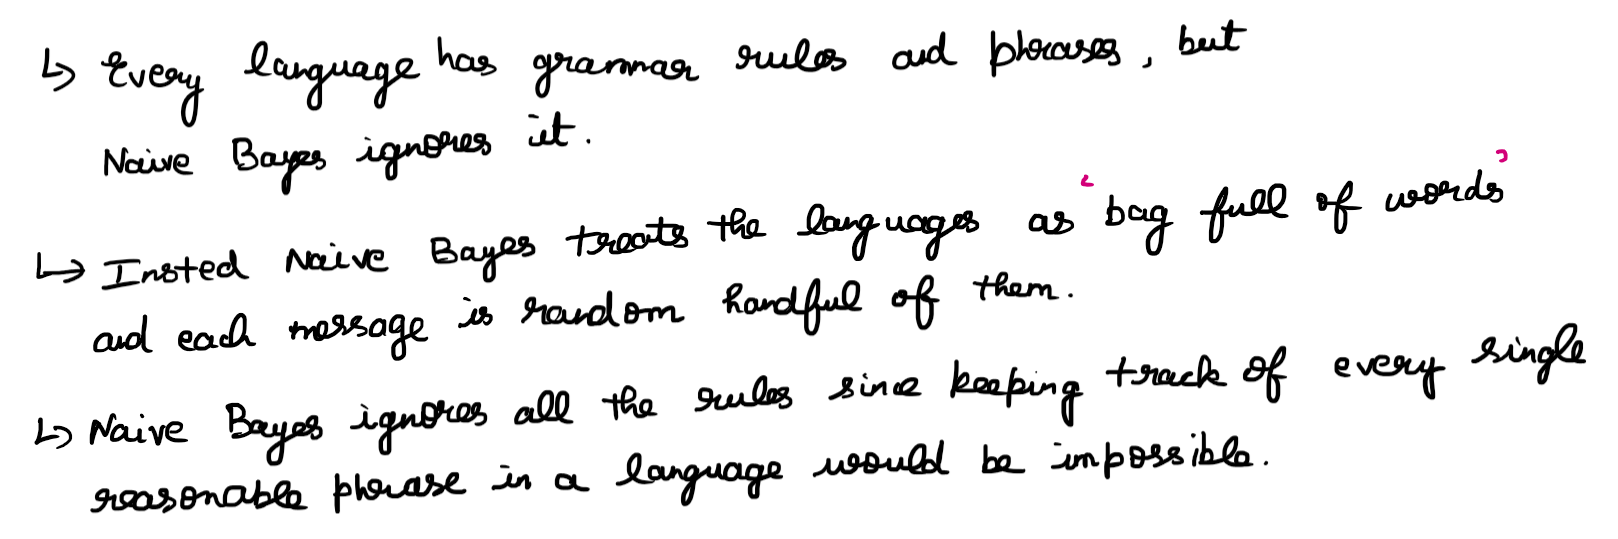 ↳ Every language has grammar rules and phrases, but
Naive Bayes ignores it.
↳ Insted Naive Bayes treats the languages as 'bag full of words'
and each message is random handful of them.
↳ Naive Bayes ignores all the rules since keeping track of every single
reasonable phrase in a language would be impossible.